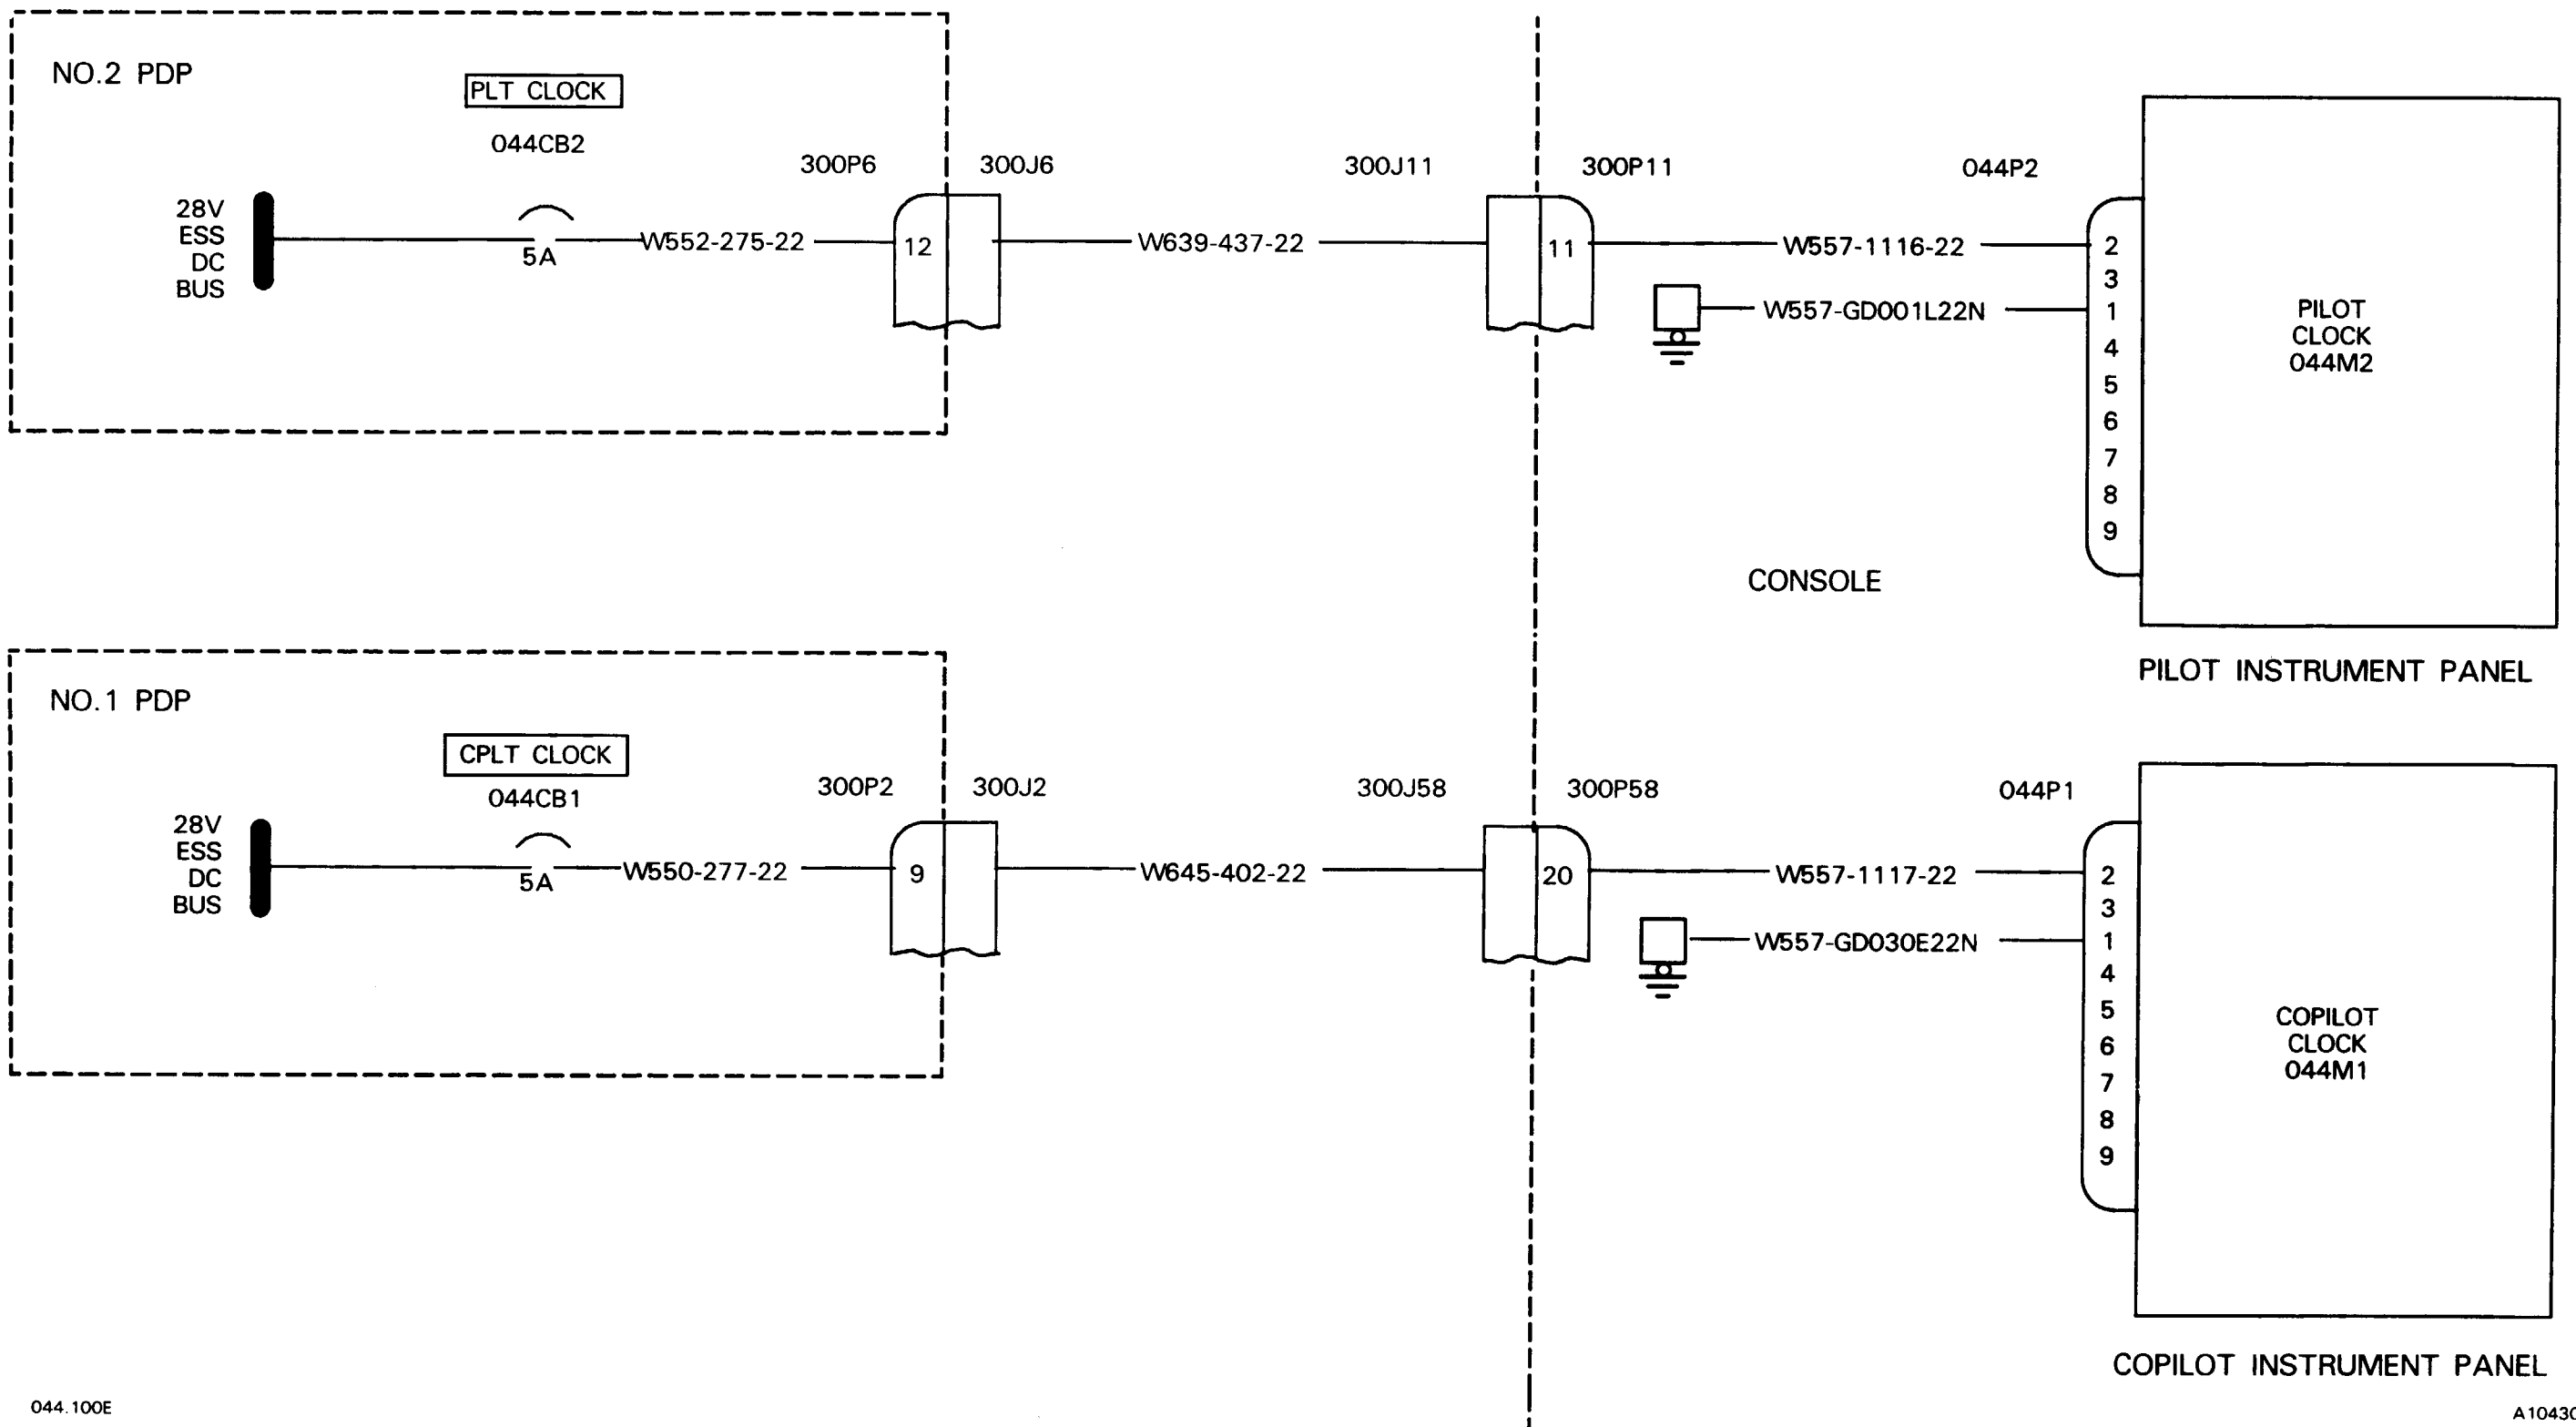 NO.2 PDP
PLT CLOCK
044CB2
300P6
300J6
300J11
300P11
044P2
28V
ESS
DC
BUS
5A
W552-275-22
12
W639-437-22
11
W557-1116-22
W557-GD001L22N
2
3
1
4
5
6
7
8
9
PILOT
CLOCK
044M2
CONSOLE
PILOT INSTRUMENT PANEL
NO.1 PDP
CPLT CLOCK
044CB1
300P2
300J2
300J58
300P58
044P1
28V
ESS
DC
BUS
5A
W550-277-22
9
W645-402-22
20
W557-1117-22
W557-GD030E22N
2
3
1
4
5
6
7
8
9
COPILOT
CLOCK
044M1
COPILOT INSTRUMENT PANEL
044.100E